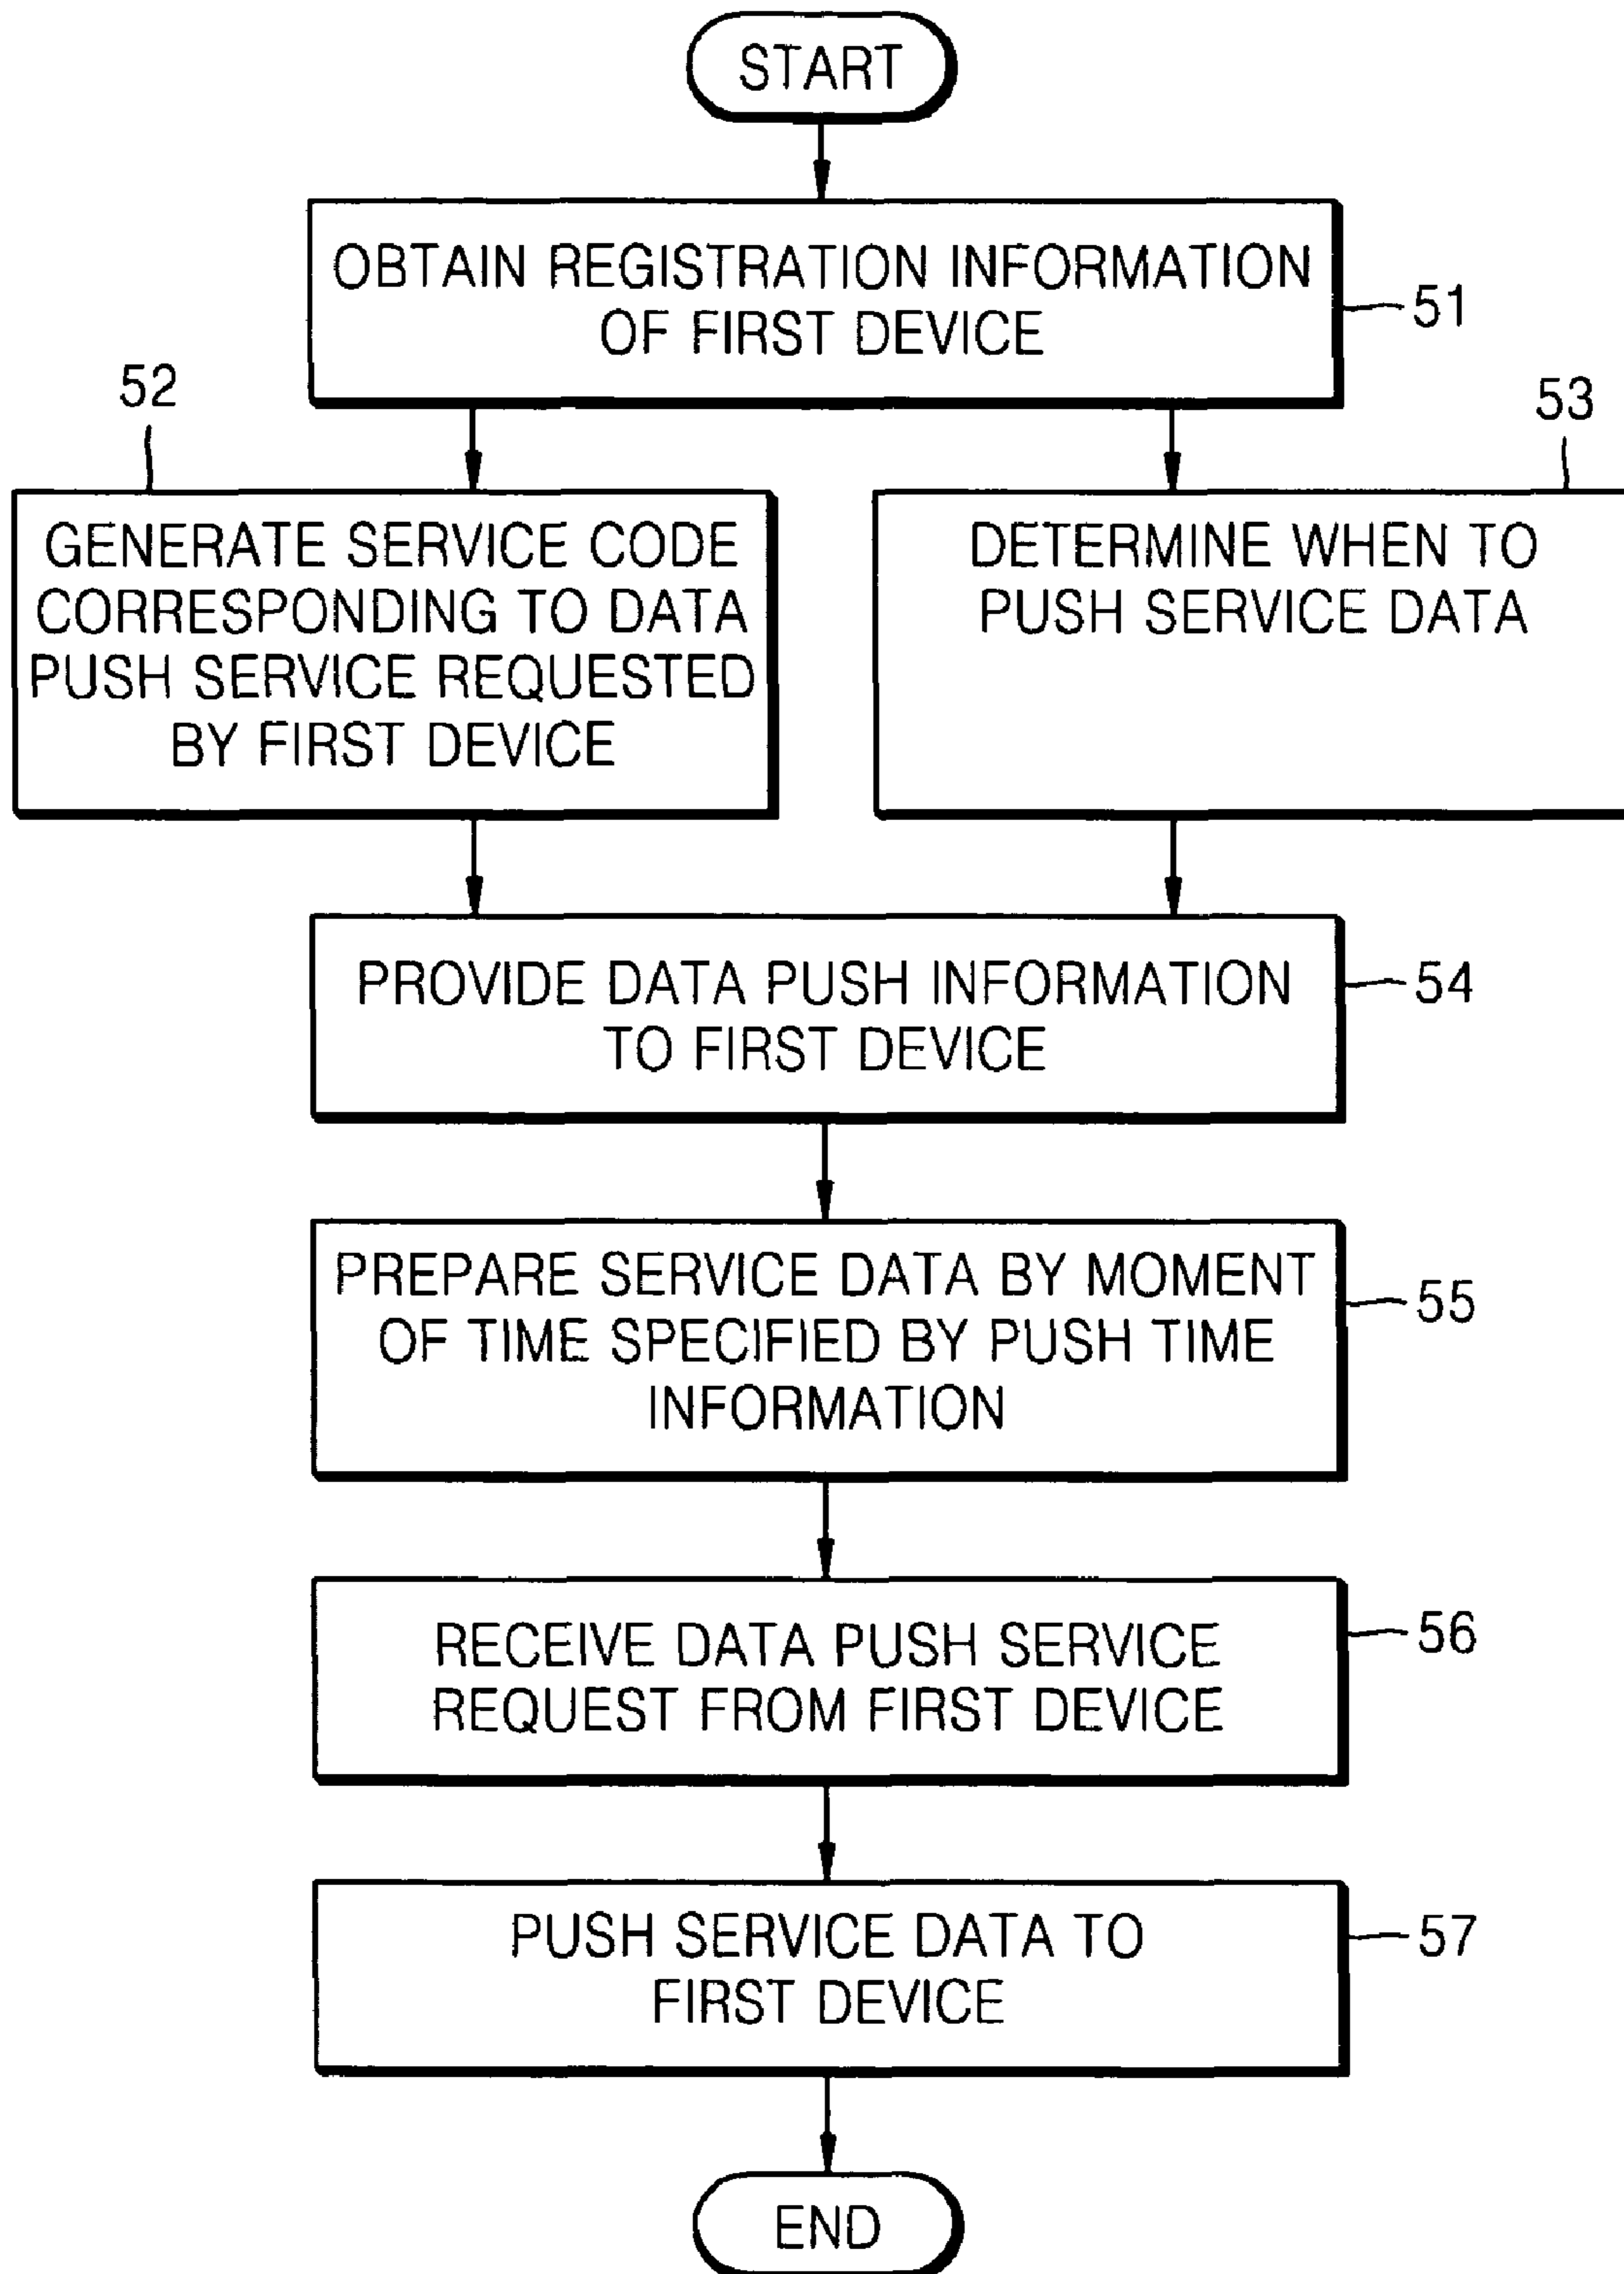 START
OBTAIN REGISTRATION INFORMATION
OF FIRST DEVICE
51
52
53
GENERATE SERVICE CODE
CORRESPONDING TO DATA
PUSH SERVICE REQUESTED
BY FIRST DEVICE
DETERMINE WHEN TO
PUSH SERVICE DATA
PROVIDE DATA PUSH INFORMATION
TO FIRST DEVICE
54
PREPARE SERVICE DATA BY MOMENT
OF TIME SPECIFIED BY PUSH TIME
INFORMATION
55
RECEIVE DATA PUSH SERVICE
REQUEST FROM FIRST DEVICE
56
PUSH SERVICE DATA TO
FIRST DEVICE
57
END